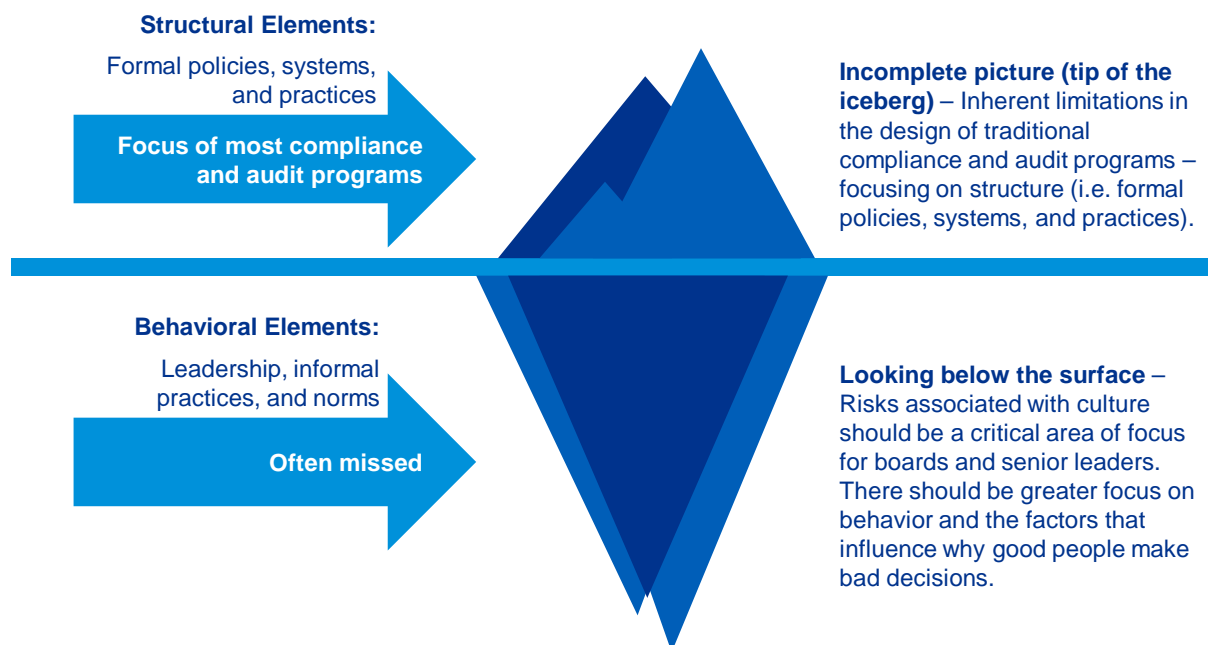 Structural Elements:
Formal policies, systems,
and practices
Focus of most compliance
and audit programs
Incomplete picture (tip of the
iceberg) – Inherent limitations in
the design of traditional
compliance and audit programs –
focusing on structure (i.e. formal
policies, systems, and practices).
Behavioral Elements:
Leadership, informal
practices, and norms
Often missed
Looking below the surface –
Risks associated with culture
should be a critical area of focus
for boards and senior leaders.
There should be greater focus on
behavior and the factors that
influence why good people make
bad decisions.